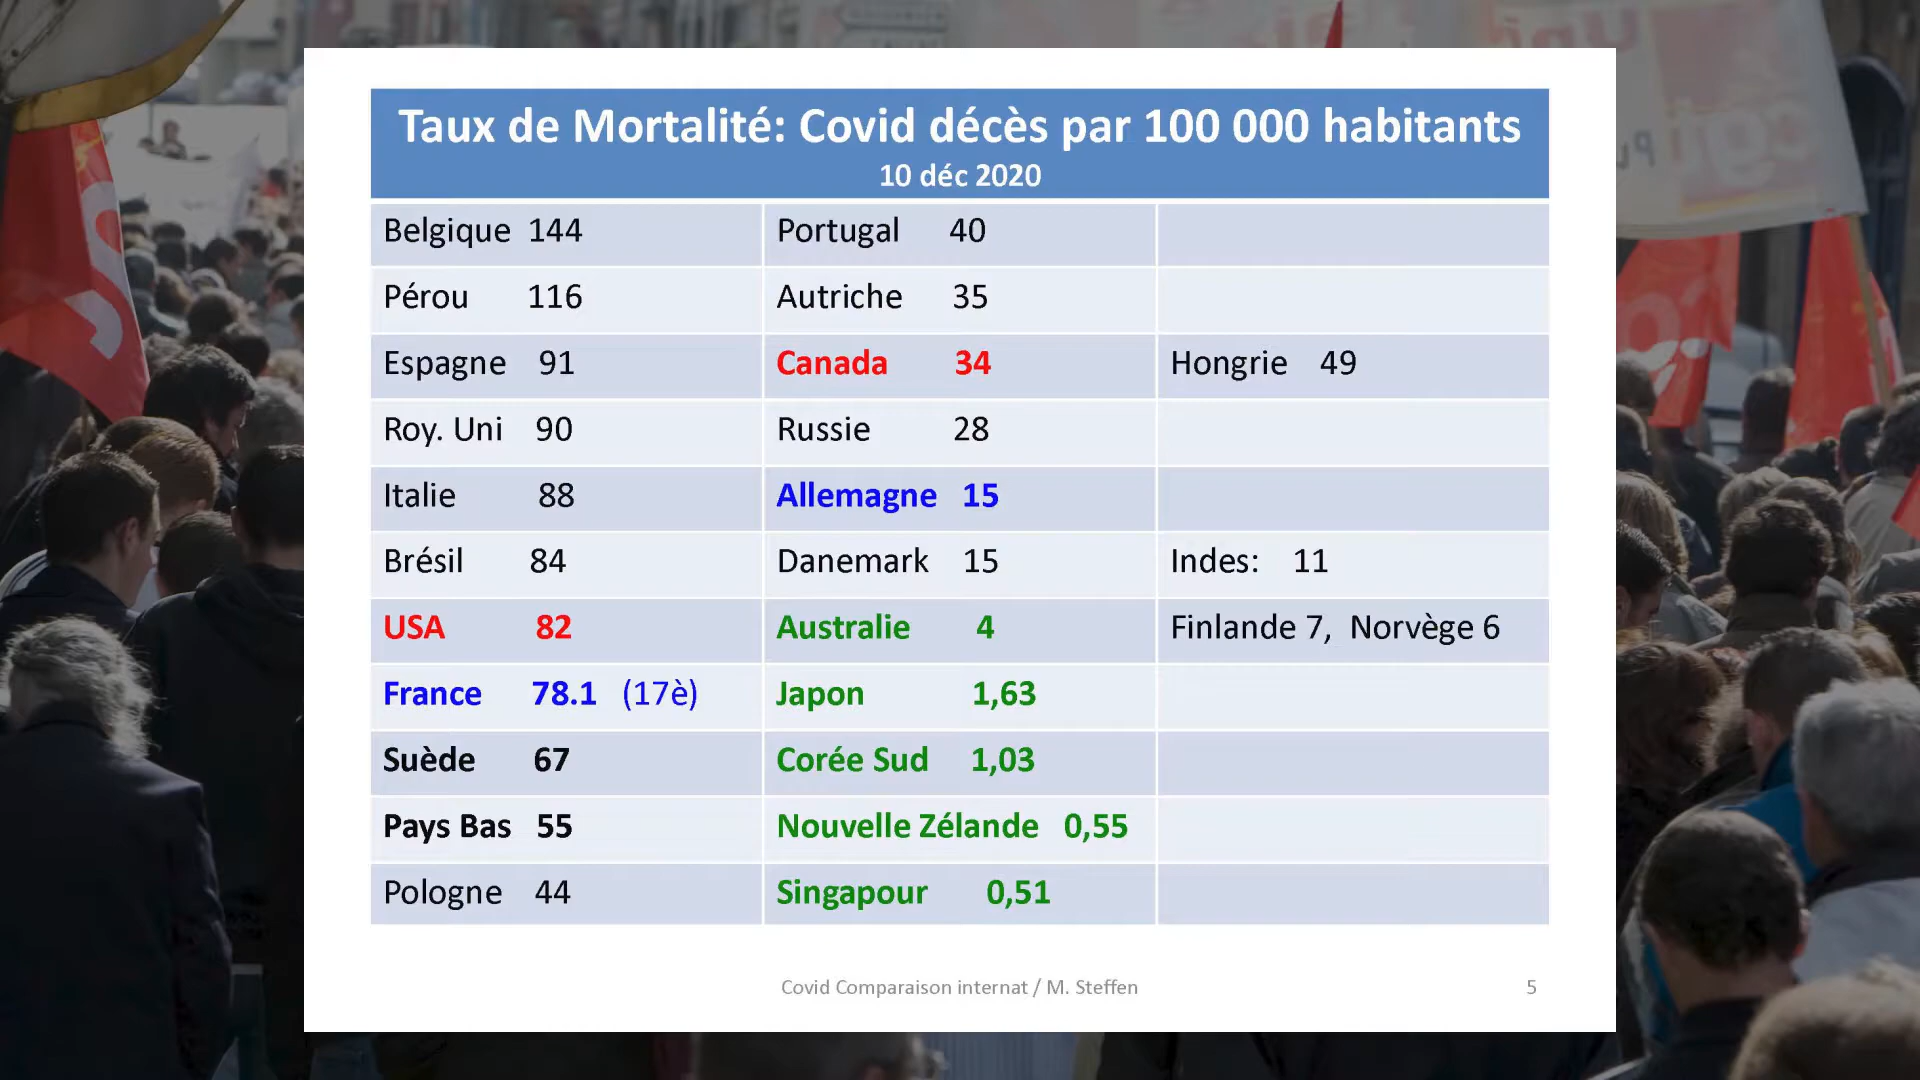 Taux de Mortalité: Covid décès par 100 000 habitants
10 déc 2020
Belgique 144 Portugal 40
Pérou 116 Autriche 35
Espagne 91 Canada 34 Hongrie 49
Roy. Uni 90 Russie 28
Italie 88 Allemagne 15
Brésil 84 Danemark 15 Indes: 11
USA 82 Australie 4 Finlande 7, Norvège 6
France 78.1 (17è) Japon 1,63
Suède 67 Corée Sud 1,03
Pays Bas 55 Nouvelle Zélande 0,55
Pologne 44 Singapour 0,51
Covid Comparaison internat / M. Steffen 5